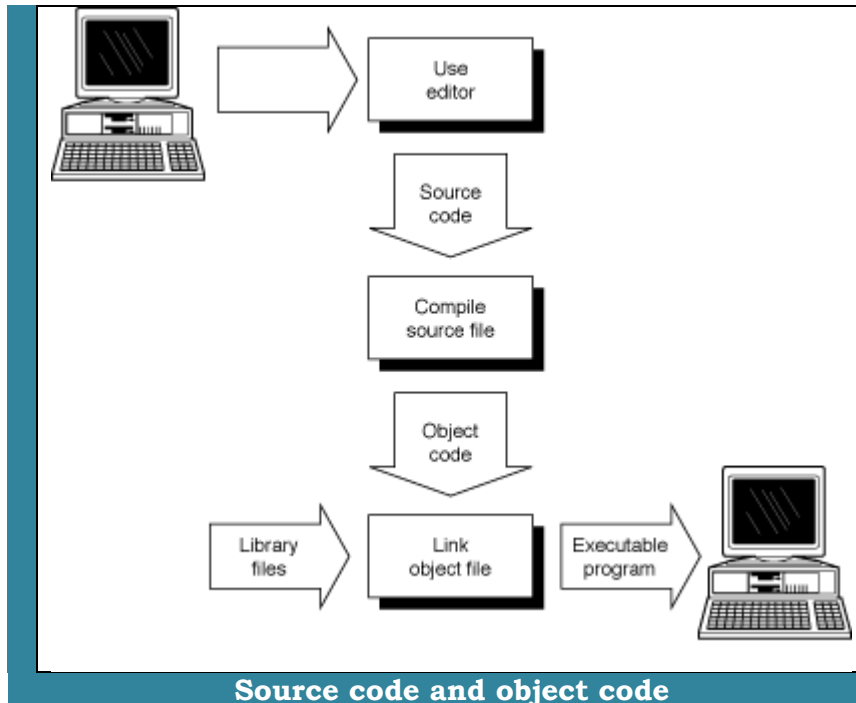 Use
editor
Source
code
Compile
source file
Object
code
Library
files
Link
object file
Executable
program
Source code and object code